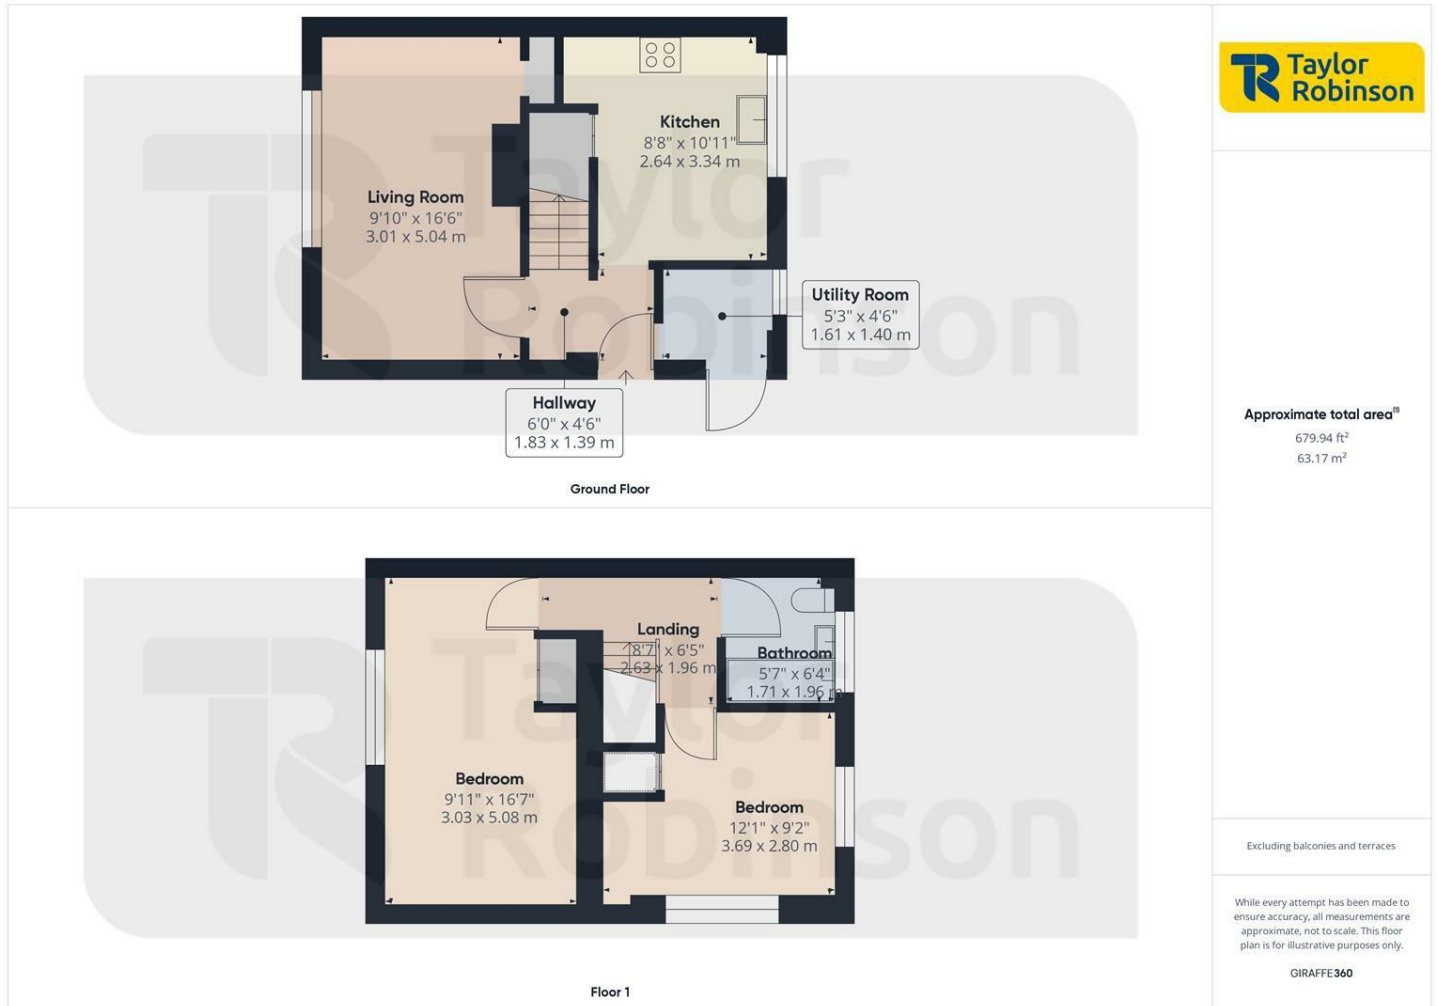 Living Room
9'10" x 16'6"
3.01 x 5.04 m
Kitchen
8'8" x 10'11"
2.64 x 3.34 m
Utility Room
5'3" x 4'6"
1.61 x 1.40 m
Hallway
6'0" x 4'6"
1.83 x 1.39 m
Taylor
Robinson
Ground Floor
Landing
8'7" x 6'5"
2.63 x 1.96 m
Bathroom
5'7" x 6'4"
1.71 x 1.96 m
Bedroom
9'11" x 16'7"
3.03 x 5.08 m
Bedroom
12'1" x 9'2"
3.69 x 2.80 m
Taylor
Robinson
Floor 1
TR Taylor
Robinson
Approximate total area(1)
679.94 ft²
63.17 m²
Excluding balconies and terraces
While every attempt has been made to
ensure accuracy, all measurements are
approximate, not to scale. This floor
plan is for illustrative purposes only.
GIRAFFE360